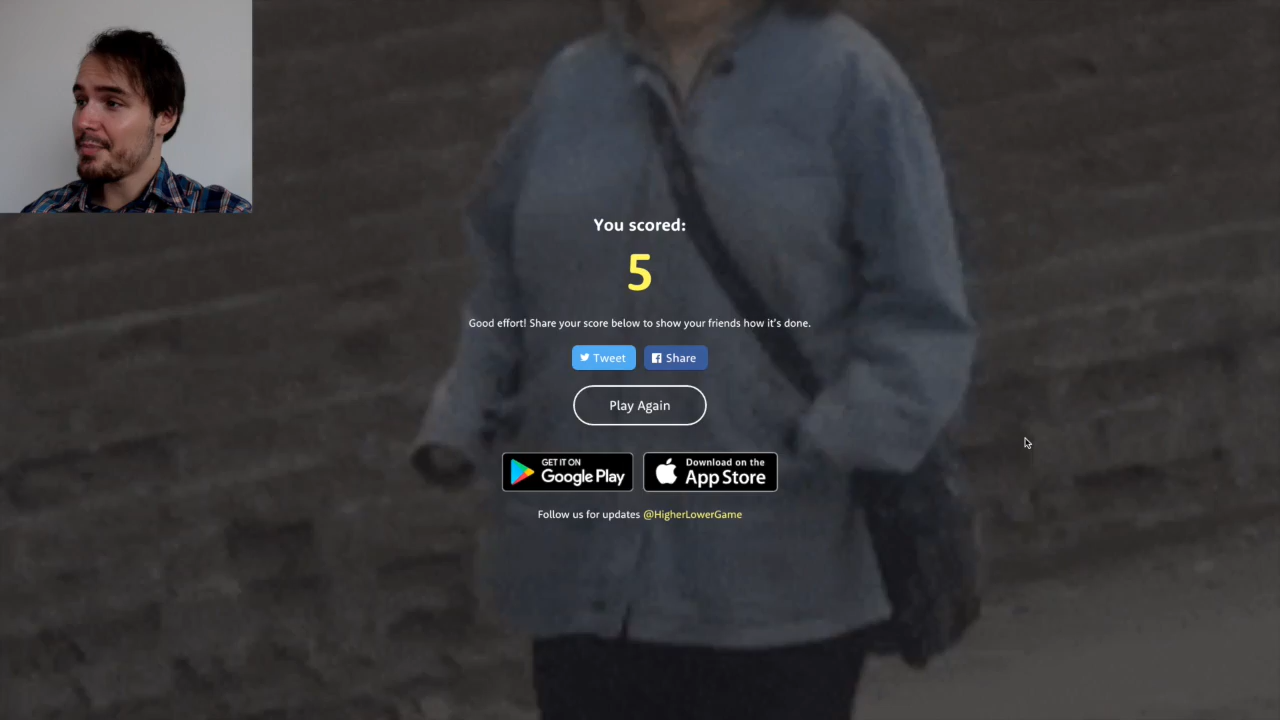 You scored:
5
Good effort! Share your score below to show your friends how it's done.
Tweet
Share
Play Again
GET IT ON
Google Play
Download on the
App Store
Follow us for updates @HigherLowerGame